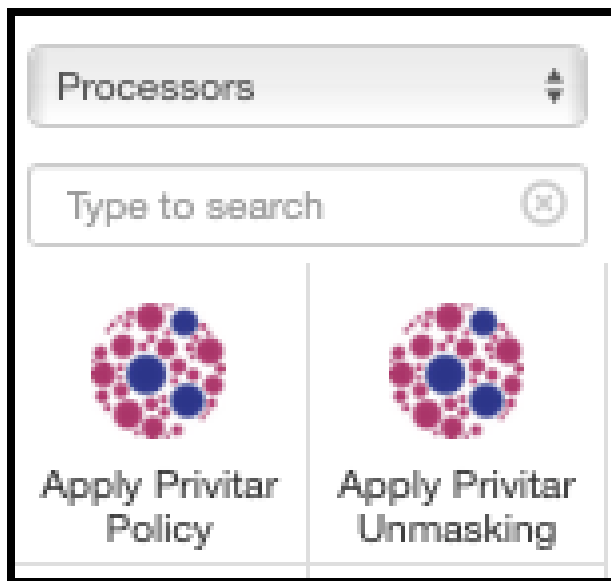 Processors
Type to search
Apply Privitar
Policy
Apply Privitar
Unmasking